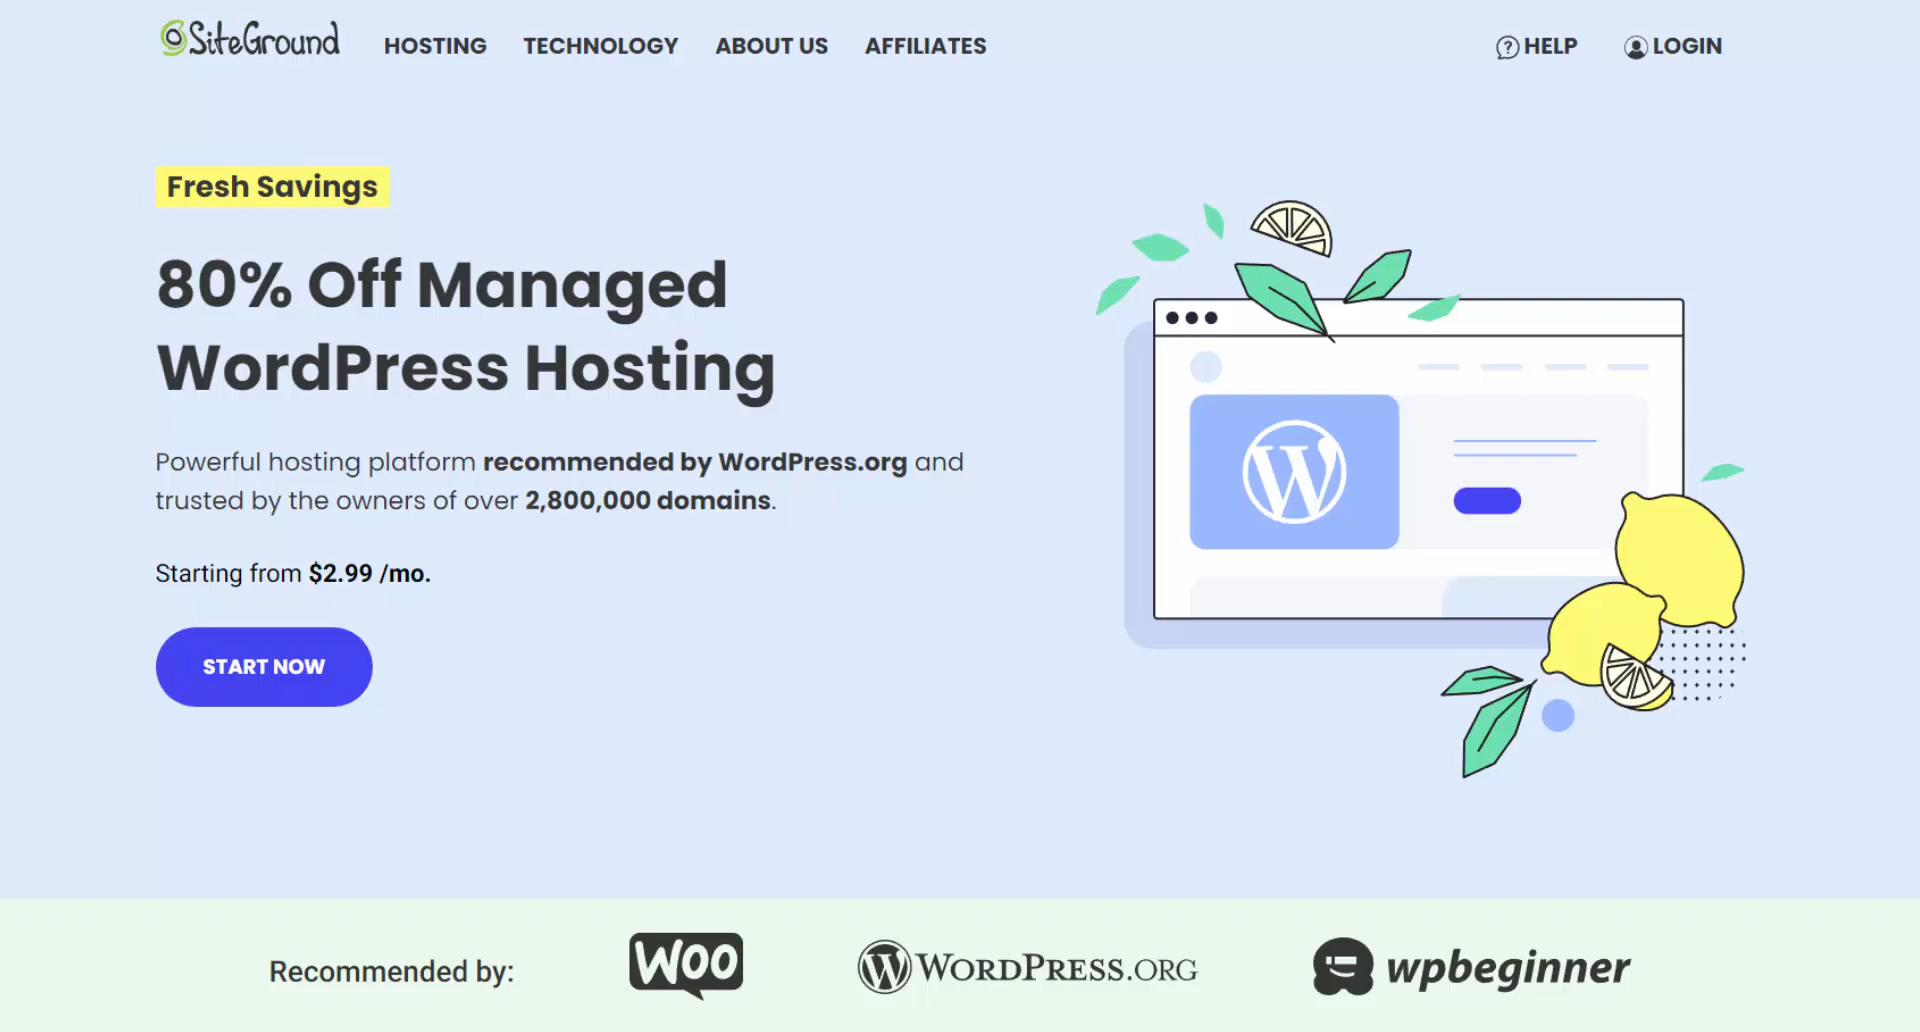 SiteGround HOSTING TECHNOLOGY ABOUT US AFFILIATES HELP LOGIN
Fresh Savings
80% Off Managed
WordPress Hosting
Powerful hosting platform recommended by WordPress.org and
trusted by the owners of over 2,800,000 domains.
Starting from $2.99 /mo.
START NOW
Recommended by: WOO WORDPRESS.ORG wpbeginner